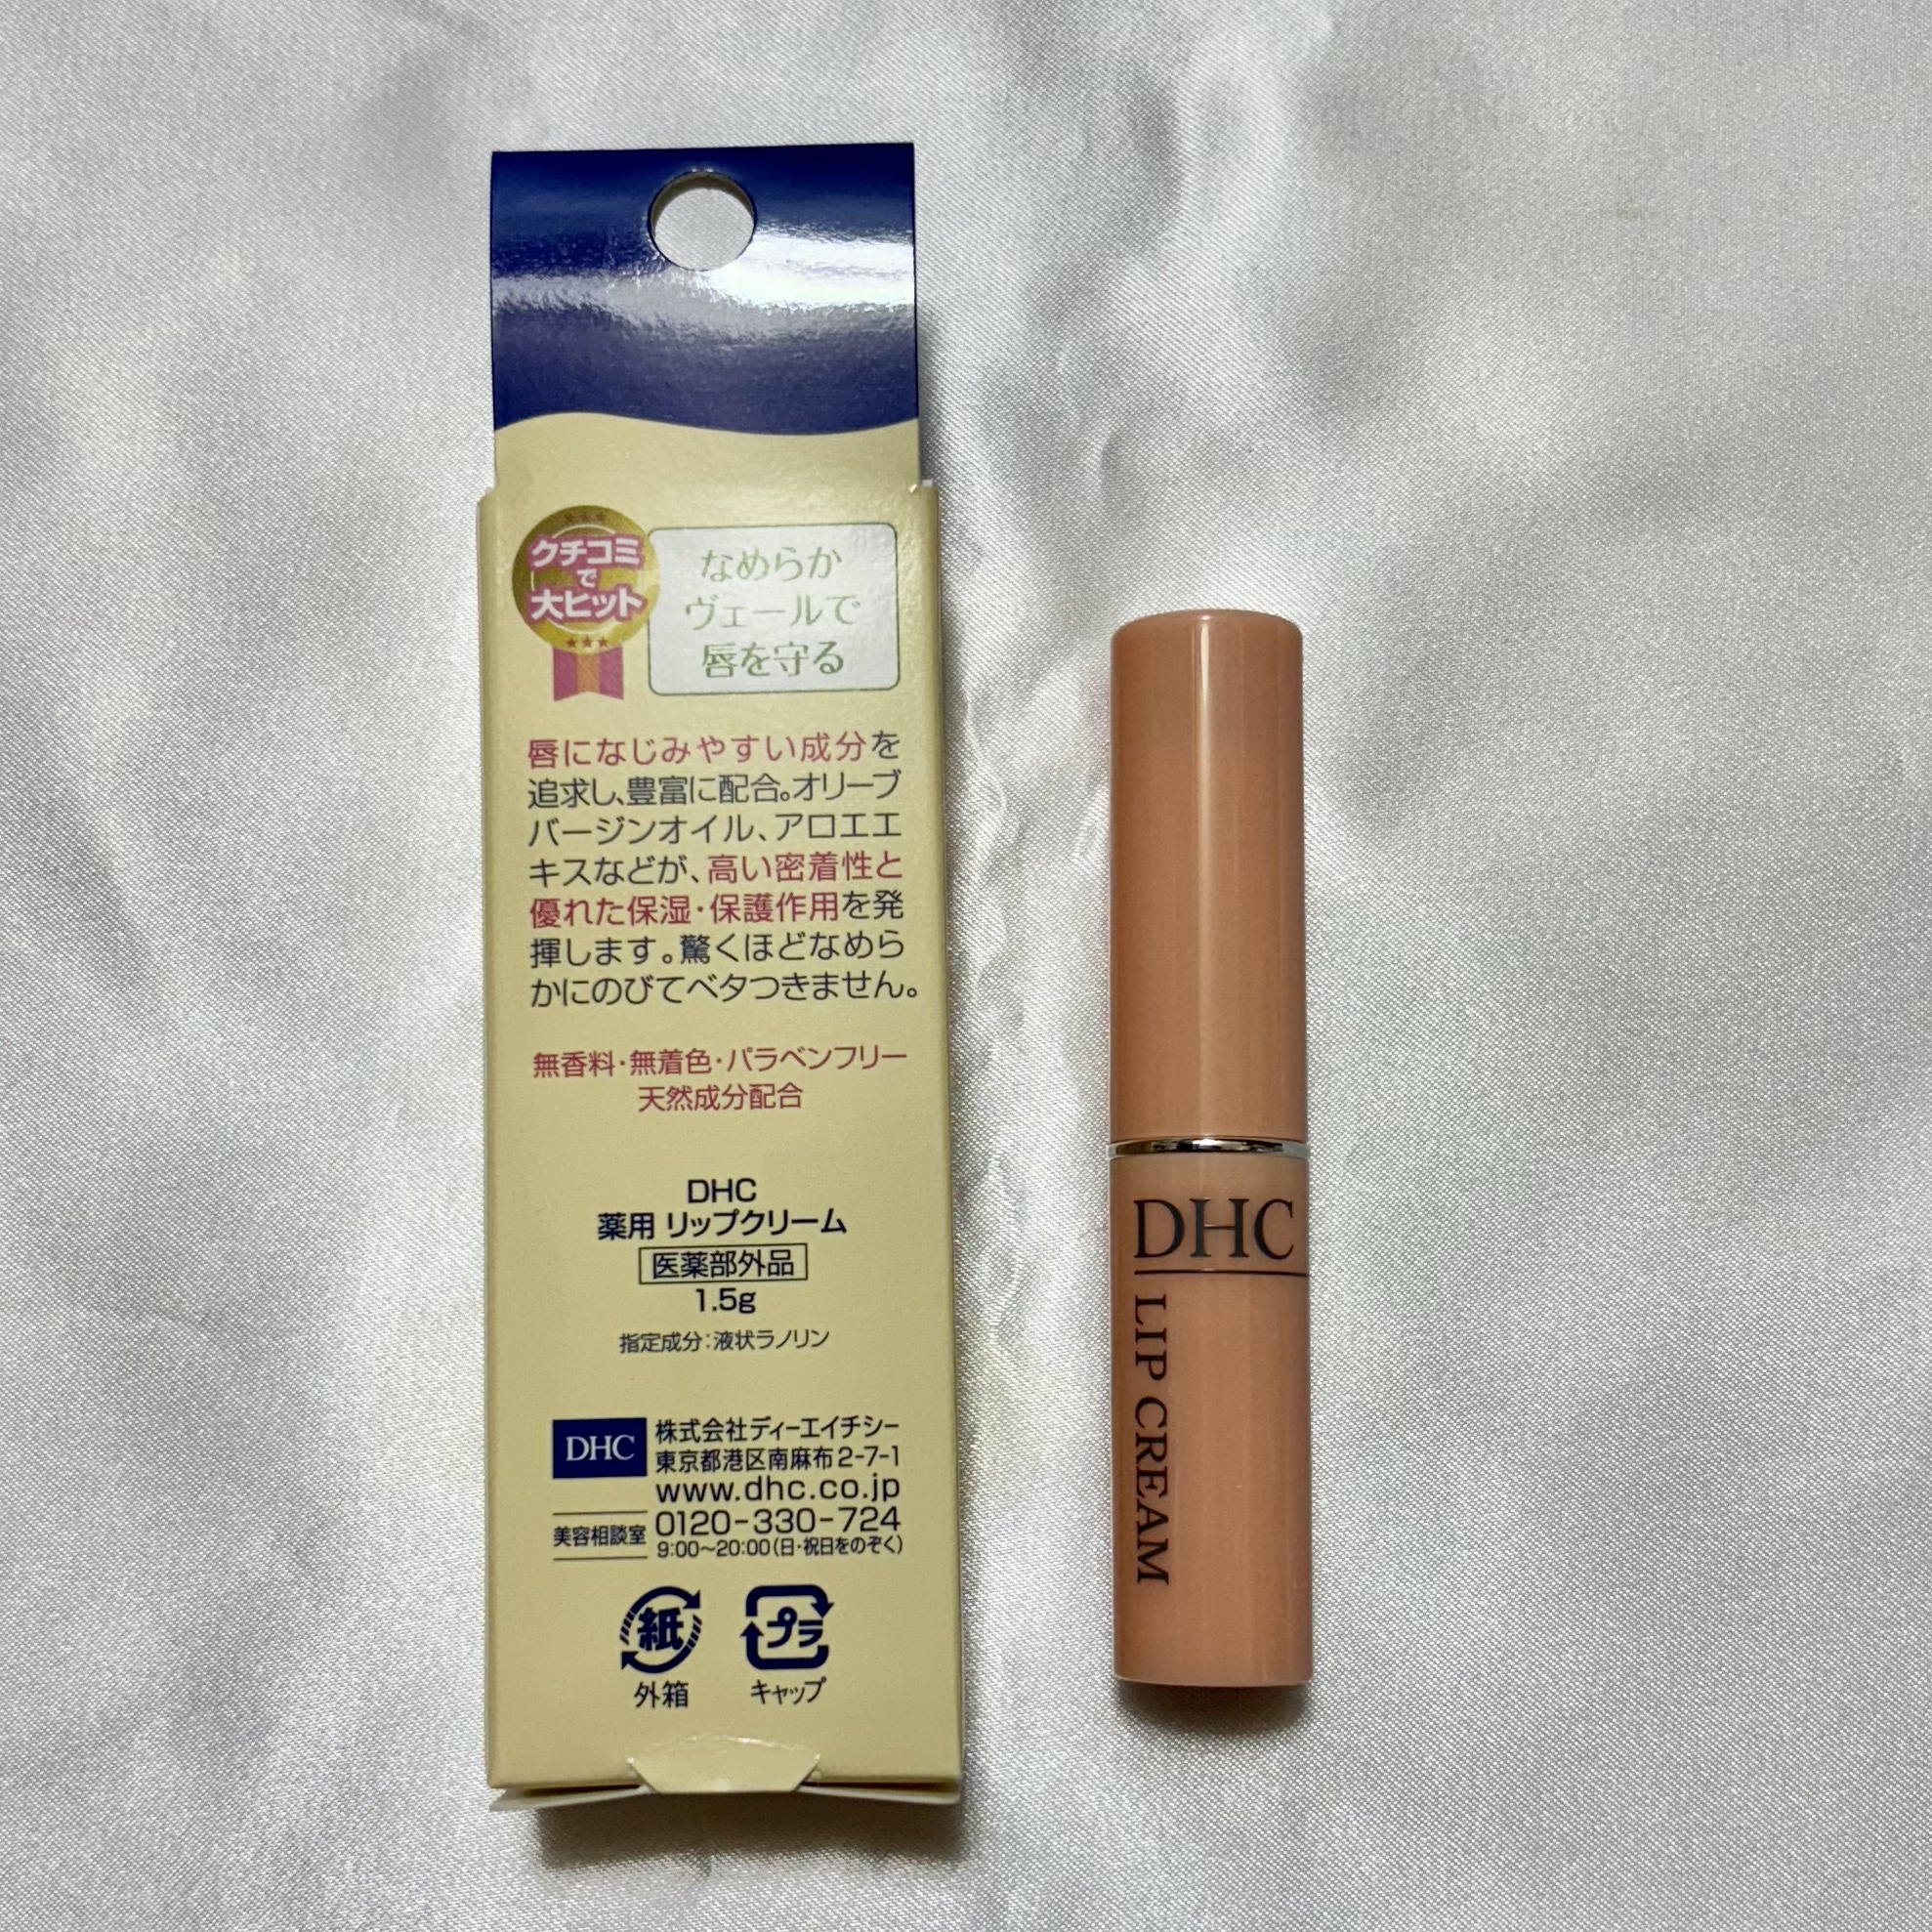 クチコミ
で
大ヒット
なめらか
ヴェールで
唇を守る
唇になじみやすい成分を
追求し、豊富に配合。オリーブ
バージンオイル、アロエエ
キスなどが、高い密着性と
優れた保湿・保護作用を発
揮します。驚くほどなめら
かにのびてベタつきません。
無香料・無着色・パラベンフリー
天然成分配合
DHC
薬用 リップクリーム
医薬部外品
1.5g
指定成分：液状ラノリン
DHC
株式会社ディーエイチシー
東京都港区南麻布2-7-1
www.dhc.co.jp
美容相談室
0120-330-724
9:00〜20:00（日・祝日をのぞく）
紙
外箱
プラ
キャップ
DHC
LIP CREAM